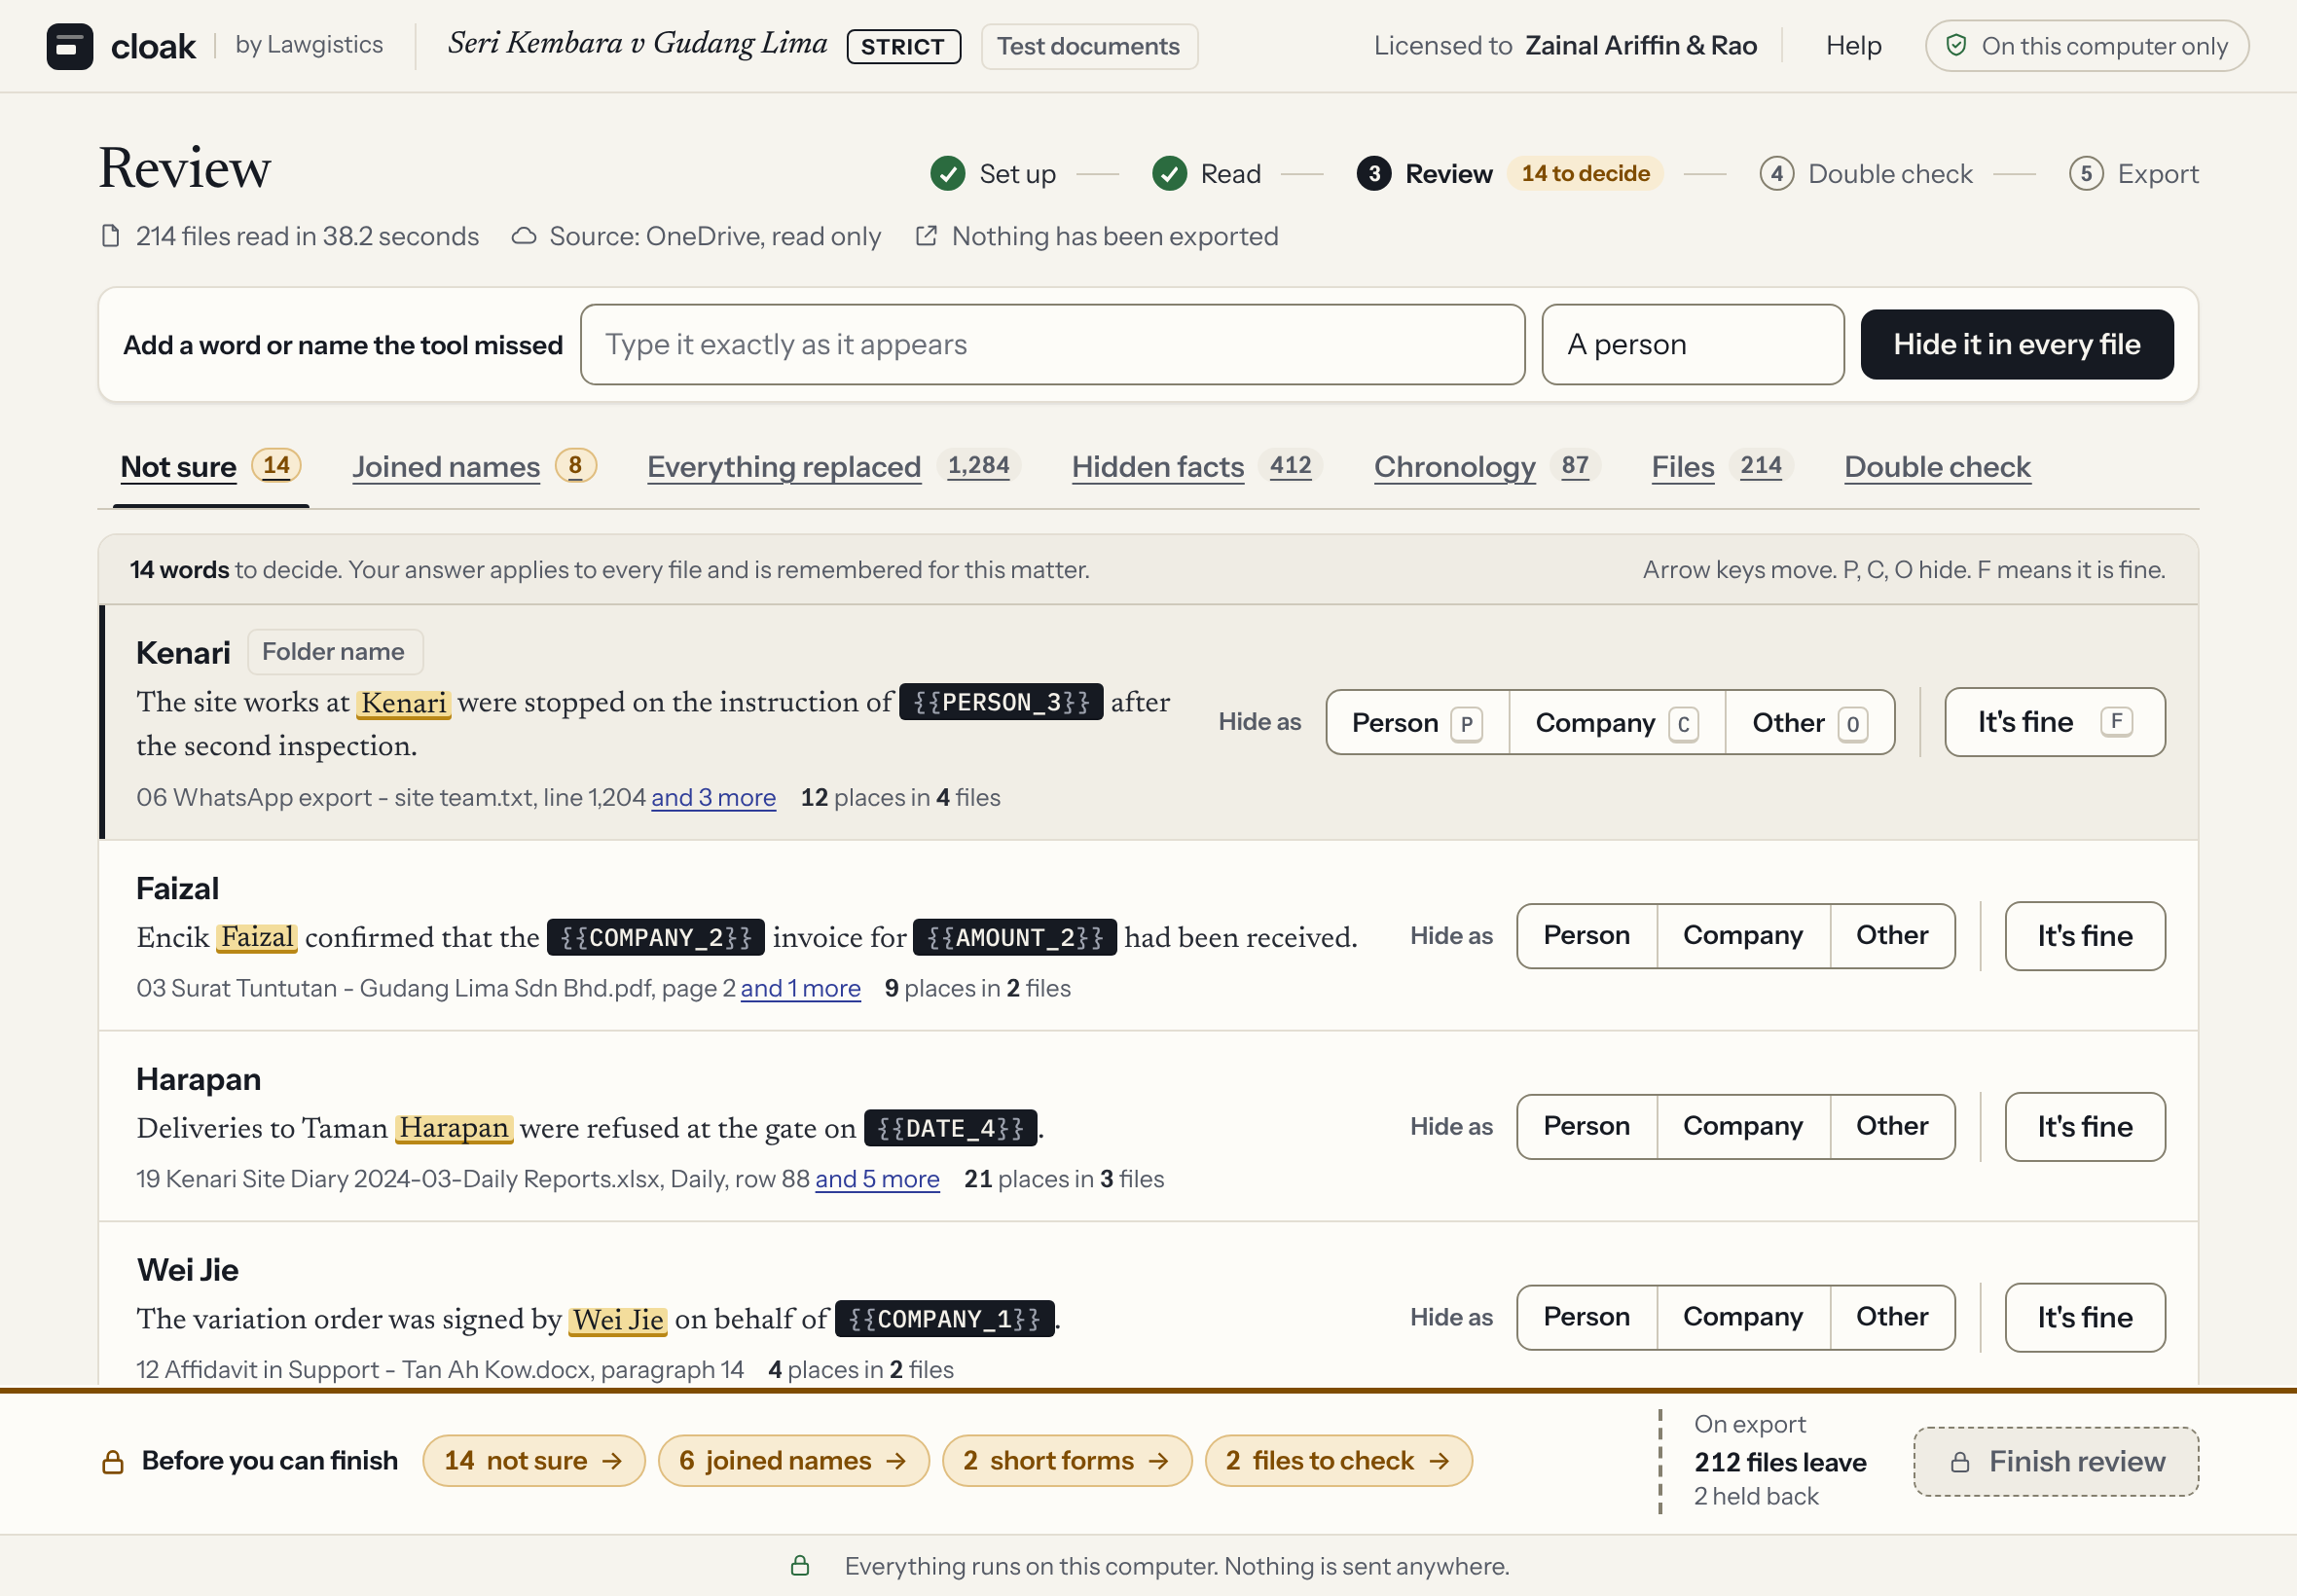 cloak by Lawgistics Seri Kembara v Gudang Lima STRICT Test documents Licensed to Zainal Ariffin & Rao Help On this computer only
Review
Set up Read 3 Review 14 to decide 4 Double check 5 Export
214 files read in 38.2 seconds Source: OneDrive, read only Nothing has been exported
Add a word or name the tool missed Type it exactly as it appears A person Hide it in every file
Not sure 14 Joined names 8 Everything replaced 1,284 Hidden facts 412 Chronology 87 Files 214 Double check
14 words to decide. Your answer applies to every file and is remembered for this matter. Arrow keys move. P, C, O hide. F means it is fine.
Kenari Folder name
The site works at Kenari were stopped on the instruction of {{PERSON_3}} after
the second inspection.
Hide as Person P Company C Other O It's fine F
06 WhatsApp export - site team.txt, line 1,204 and 3 more 12 places in 4 files
Faizal
Encik Faizal confirmed that the {{COMPANY_2}} invoice for {{AMOUNT_2}} had been received.
Hide as Person Company Other It's fine
03 Surat Tuntutan - Gudang Lima Sdn Bhd.pdf, page 2 and 1 more 9 places in 2 files
Harapan
Deliveries to Taman Harapan were refused at the gate on {{DATE_4}}.
Hide as Person Company Other It's fine
19 Kenari Site Diary 2024-03-Daily Reports.xlsx, Daily, row 88 and 5 more 21 places in 3 files
Wei Jie
The variation order was signed by Wei Jie on behalf of {{COMPANY_1}}.
Hide as Person Company Other It's fine
12 Affidavit in Support - Tan Ah Kow.docx, paragraph 14 4 places in 2 files
Before you can finish 14 not sure → 6 joined names → 2 short forms → 2 files to check →
On export
212 files leave
2 held back
Finish review
Everything runs on this computer. Nothing is sent anywhere.